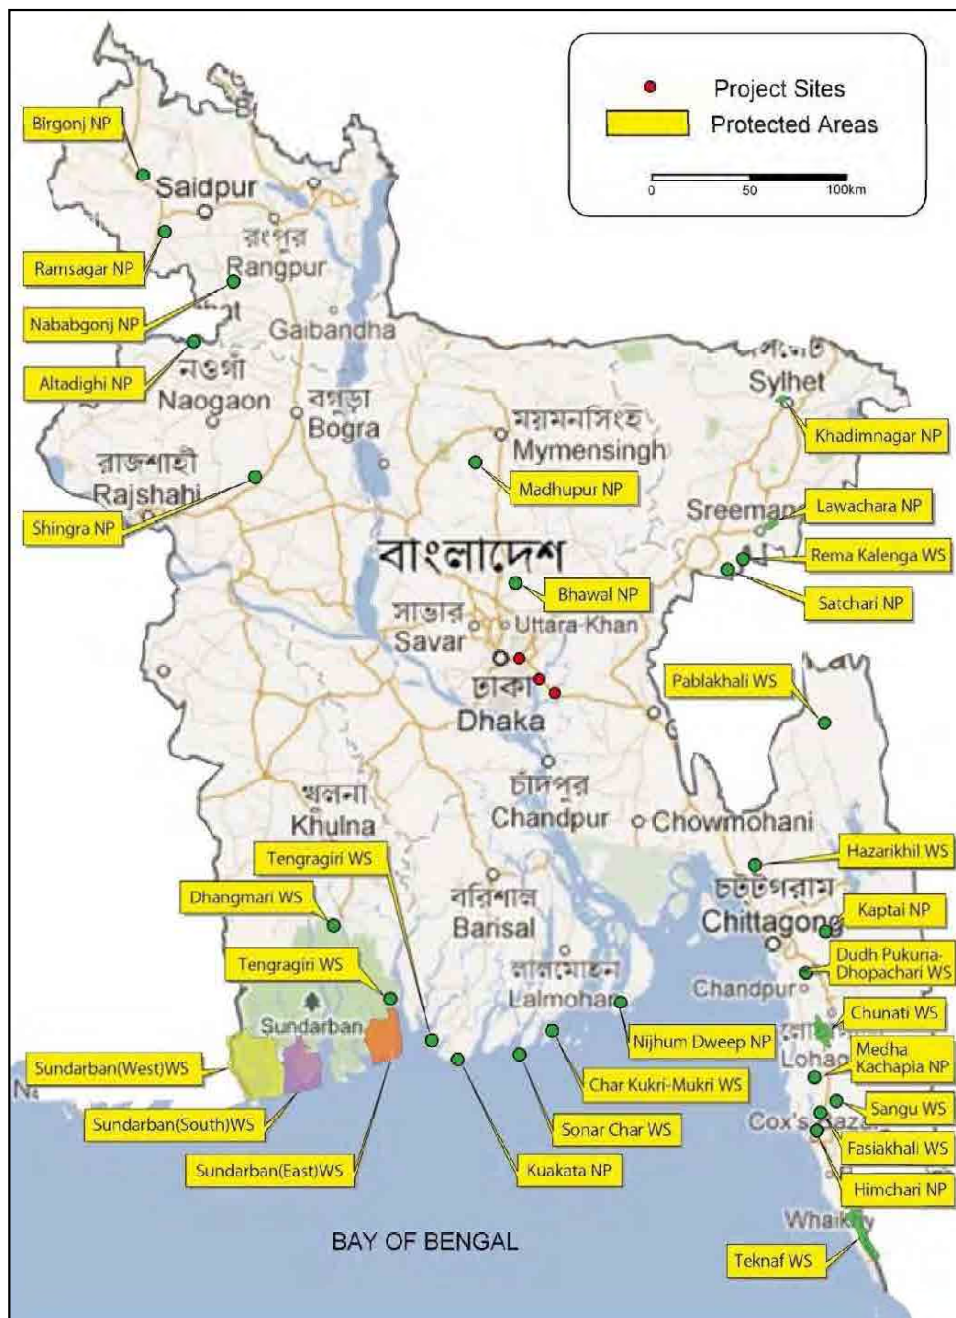 Project Sites
Protected Areas
0 50 100km
Birgonj NP
Saidpur
রংপুর
Rangpur
Ramsagar NP
Nababgonj NP
Gaibandha
Altadighi NP
নওগাঁ
Naogaon
বগুড়া
Bogra
ময়মনসিংহ
Mymensingh
Sylhet
Khadimnagar NP
রাজশাহী
Rajshahi
Madhupur NP
Lawachara NP
Shingra NP
Sreeman
Rema Kalenga WS
বাংলাদেশ
Bhawal NP
Satchari NP
সাভার
Savar
Uttara-Khan
Pablakhali WS
ঢাকা
Dhaka
চাঁদপুর
Chandpur
খুলনা
Khulna
Chowmohani
Tengragiri WS
Hazarikhil WS
Dhangmari WS
বরিশাল
Barisal
চট্টগ্রাম
Chittagong
Kaptai NP
Tengragiri WS
লালমোহন
Lalmohan
Dudh Pukuria-
Dhopachari WS
Chandpur
Sundarban
Chunati WS
Nijhum Dweep NP
Lohag
Medha
Kachapia NP
Sundarban(West)WS
Char Kukri-Mukri WS
Sangu WS
Sundarban(South)WS
Sonar Char WS
Cox's Bazar
Fasiakhali WS
Sundarban(East)WS
Kuakata NP
Himchari NP
Whaikhy
BAY OF BENGAL
Teknaf WS